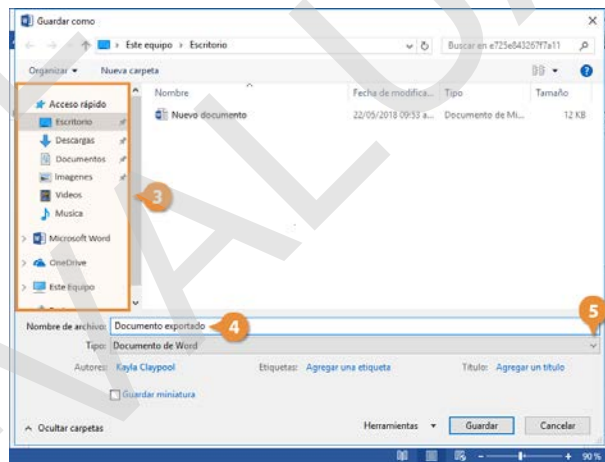 Guardar como
Este equipo > Escritorio
Buscar en e725e843267f7a11
Organizar
Nueva carpeta
Nombre
Fecha de modifica...
Tipo
Tamaño
Acceso rápido
Escritorio
Descargas
Documentos
Imagenes
Videos
Musica
Microsoft Word
OneDrive
Este Equipo
Nuevo documento
22/05/2018 09:53 a...
Documento de Mi...
12 KB
3
Nombre de archivo: Documento exportado
4
5
Tipo: Documento de Word
Autores: Kayla Claypool
Etiquetas: Agregar una etiqueta
Título: Agregar un título
Guardar miniatura
Ocultar carpetas
Herramientas
Guardar
Cancelar
90 %